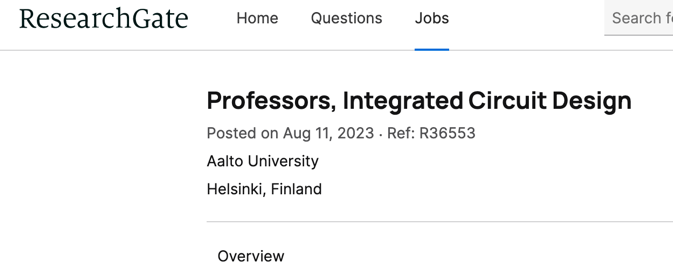 ResearchGate Home Questions Jobs Search f
Professors, Integrated Circuit Design
Posted on Aug 11, 2023 · Ref: R36553
Aalto University
Helsinki, Finland
Overview